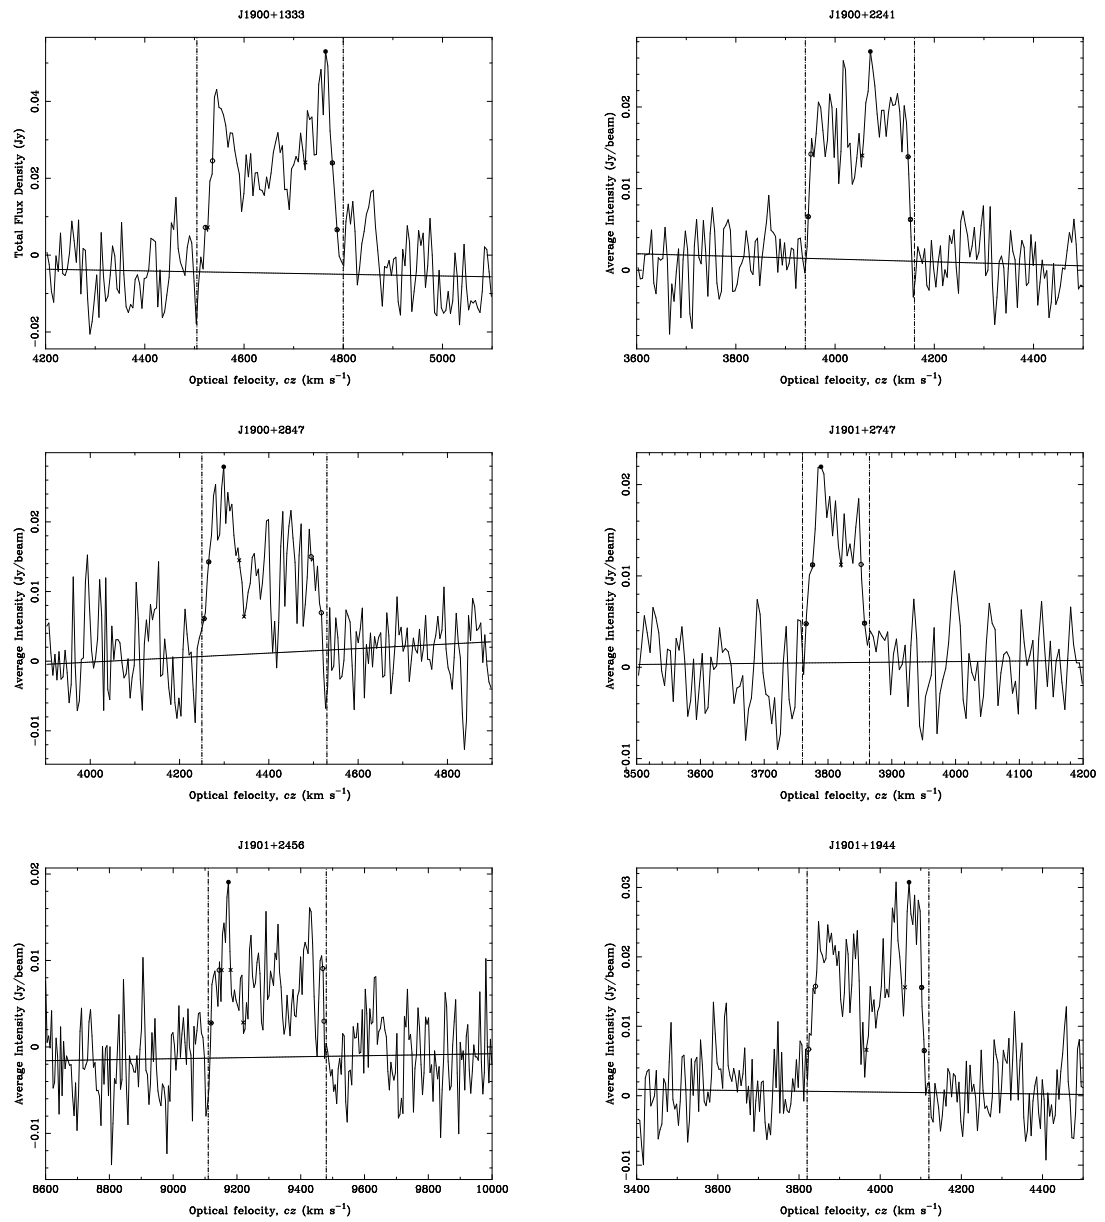 J1900+1333
Total Flux Density (Jy)
−0.02 0 0.02 0.04
4200 4400 4600 4800 5000
Optical felocity, cz (km s⁻¹)
J1900+2241
Average Intensity (Jy/beam)
0 0.01 0.02
3600 3800 4000 4200 4400
Optical felocity, cz (km s⁻¹)
J1900+2847
Average Intensity (Jy/beam)
−0.01 0 0.01 0.02
4000 4200 4400 4600 4800
Optical felocity, cz (km s⁻¹)
J1901+2747
Average Intensity (Jy/beam)
−0.01 0 0.01 0.02
3500 3600 3700 3800 3900 4000 4100 4200
Optical felocity, cz (km s⁻¹)
J1901+2456
Average Intensity (Jy/beam)
−0.01 0 0.01 0.02
8600 8800 9000 9200 9400 9600 9800 10000
Optical felocity, cz (km s⁻¹)
J1901+1944
Average Intensity (Jy/beam)
−0.01 0 0.01 0.02 0.03
3400 3600 3800 4000 4200 4400
Optical felocity, cz (km s⁻¹)